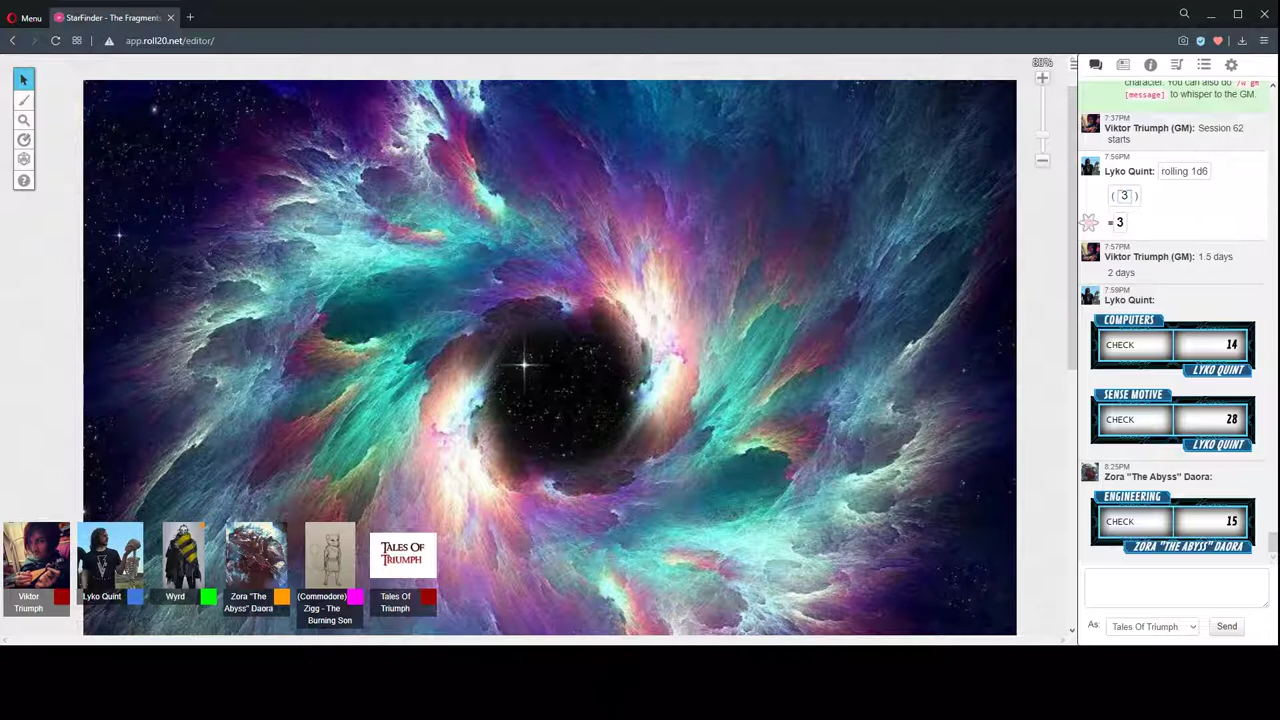 Menu
StarFinder - The Fragments
app.roll20.net/editor/
88%
character. You can also do /w gm
[message] to whisper to the GM.
7:37PM
Viktor Triumph (GM): Session 62
starts
7:56PM
Lyko Quint: rolling 1d6
(3)
= 3
7:57PM
Viktor Triumph (GM): 1.5 days
2 days
7:59PM
Lyko Quint:
COMPUTERS
CHECK 14
LYKO QUINT
SENSE MOTIVE
CHECK 28
LYKO QUINT
8:25PM
Zora "The Abyss" Daora:
ENGINEERING
CHECK 15
ZORA "THE ABYSS" DAORA
TALES OF
TRIUMPH
Viktor
Triumph
Lyko Quint
Wyrd
Zora "The
Abyss" Daora
(Commodore)
Zigg - The
Burning Son
Tales Of
Triumph
As: Tales Of Triumph
Send